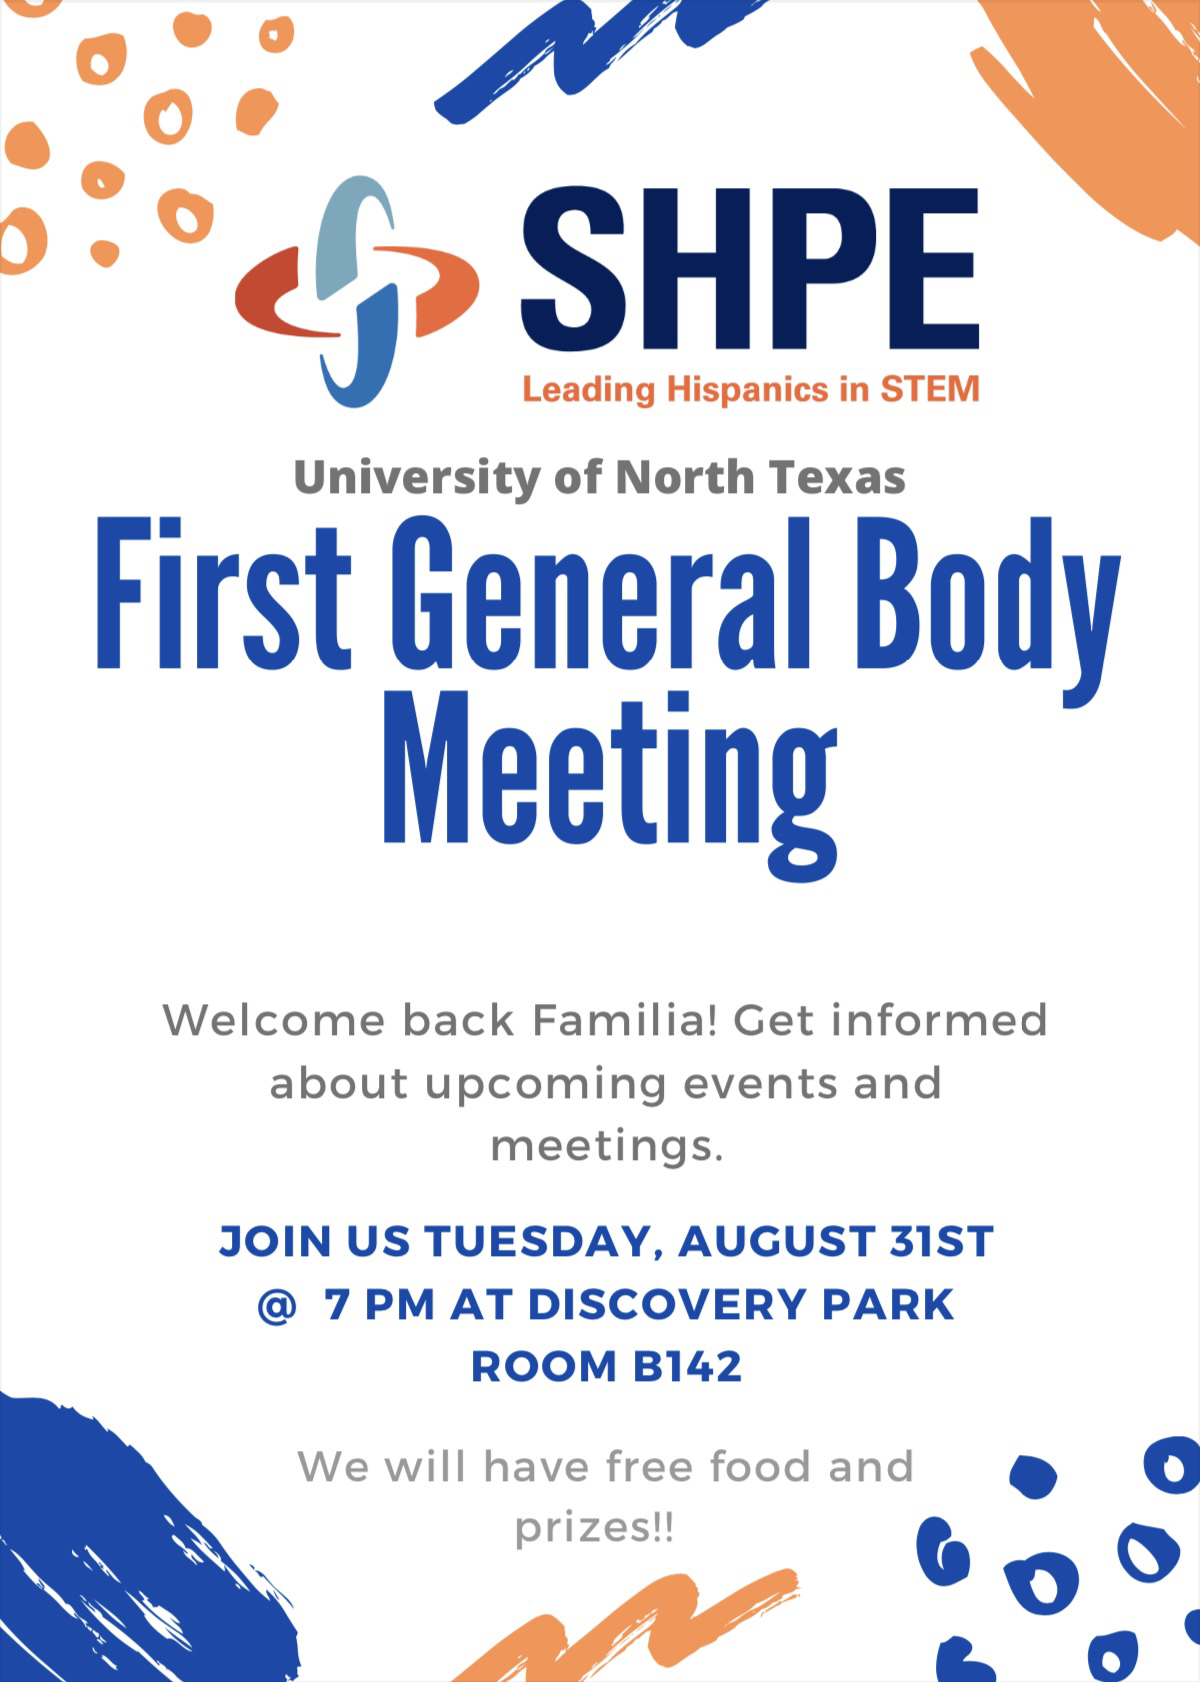 SHPE
Leading Hispanics in STEM
University of North Texas
First General Body
Meeting
Welcome back Familia! Get informed
about upcoming events and
meetings.
JOIN US TUESDAY, AUGUST 31ST
@ 7 PM AT DISCOVERY PARK
ROOM B142
We will have free food and
prizes!!